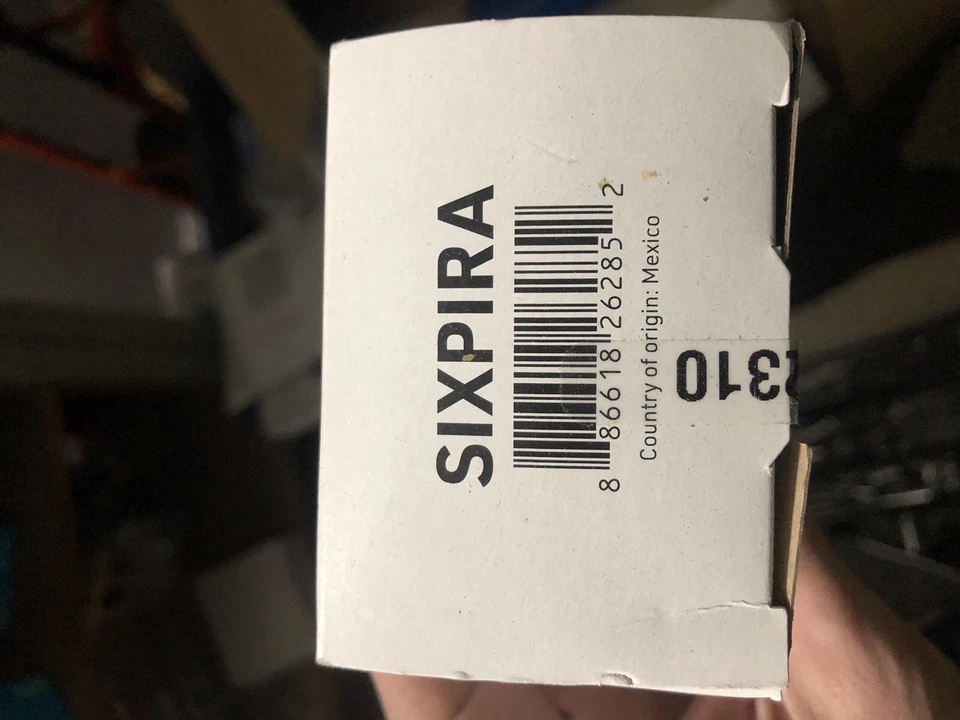 SIXPIRA
8 86618 26285 2
Country of origin: Mexico
2310